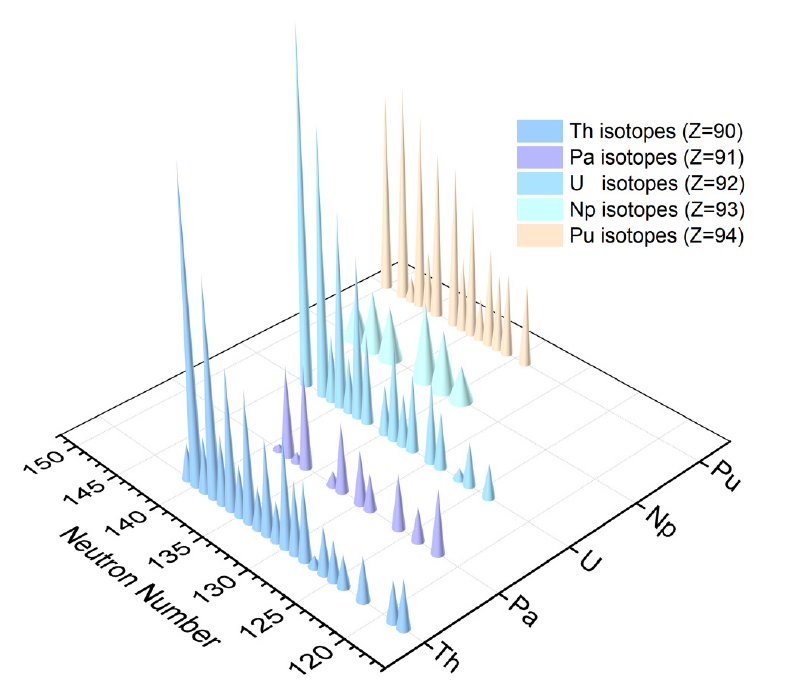 Th isotopes (Z=90)
Pa isotopes (Z=91)
U isotopes (Z=92)
Np isotopes (Z=93)
Pu isotopes (Z=94)
150
145
140
135
130
125
120
Neutron Number
Th
Pa
U
Np
Pu